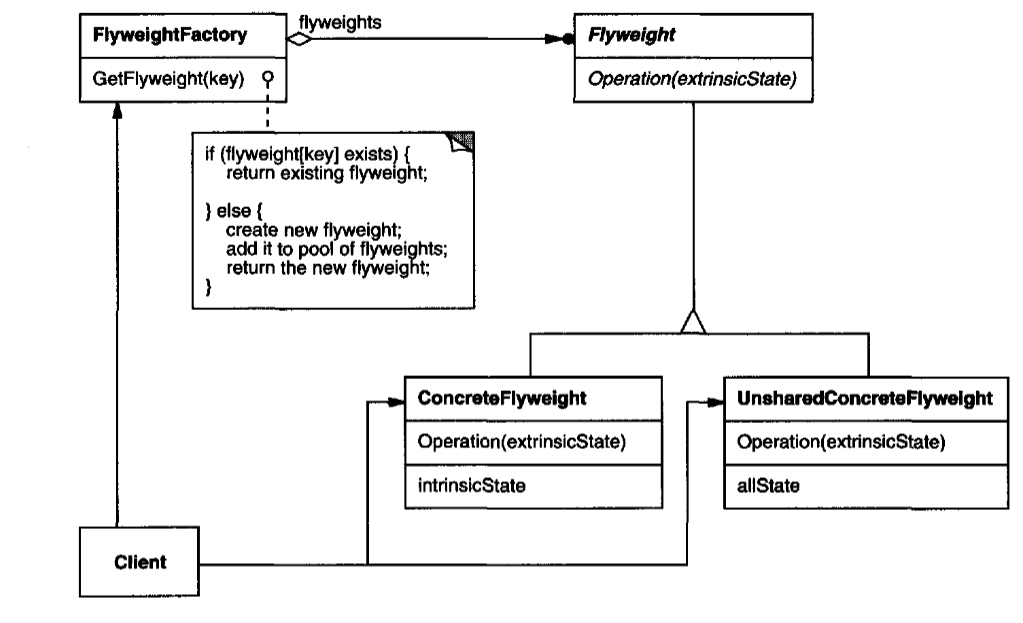 flyweights
FlyweightFactory
GetFlyweight(key)
Flyweight
Operation(extrinsicState)
if (flyweight[key] exists) {
return existing flyweight;
} else {
create new flyweight;
add it to pool of flyweights;
return the new flyweight;
}
ConcreteFlyweight
Operation(extrinsicState)
intrinsicState
UnsharedConcreteFlyweight
Operation(extrinsicState)
allState
Client